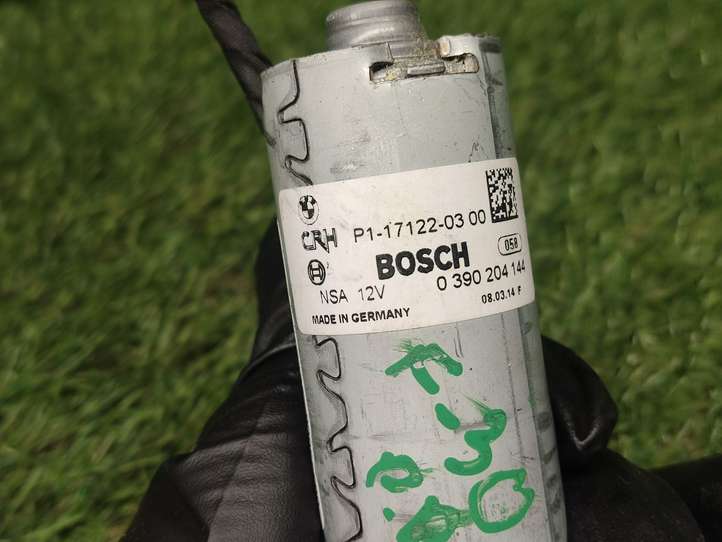 CRH P1-17122-03 00
BOSCH 058
NSA 12V 0 390 204 144
MADE IN GERMANY 08.03.14 F
F-30